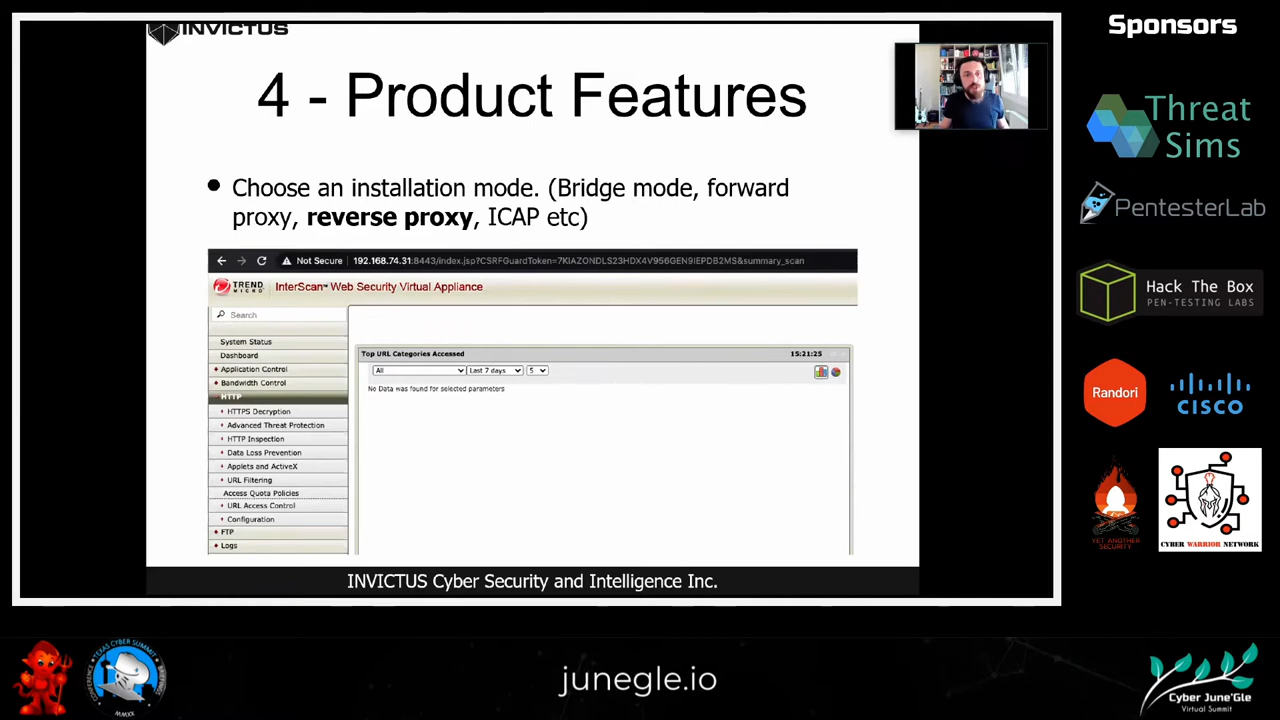 INVICTUS
4 - Product Features
Choose an installation mode. (Bridge mode, forward
proxy, reverse proxy, ICAP etc)
Not Secure 192.168.74.31:8443/index.jsp?CSRFGuardToken=7KIAZONDLS23HDX4V956GEN9IEPDB2MS&summary_scan
TREND MICRO
InterScan™ Web Security Virtual Appliance
Search
System Status
Dashboard
Application Control
Bandwidth Control
HTTP
HTTPS Decryption
Advanced Threat Protection
HTTP Inspection
Data Loss Prevention
Applets and ActiveX
URL Filtering
Access Quota Policies
URL Access Control
Configuration
FTP
Logs
Top URL Categories Accessed 15:21:25
All Last 7 days 5
No Data was found for selected parameters
INVICTUS Cyber Security and Intelligence Inc.
Sponsors
Threat
Sims
PentesterLab
Hack The Box
PEN-TESTING LABS
Randori
CISCO
YET ANOTHER
SECURITY
CYBER WARRIOR NETWORK
TEXAS CYBER SUMMIT
CONFERENCE
MMXX
junegle.io
Cyber June'Gle
Virtual Summit